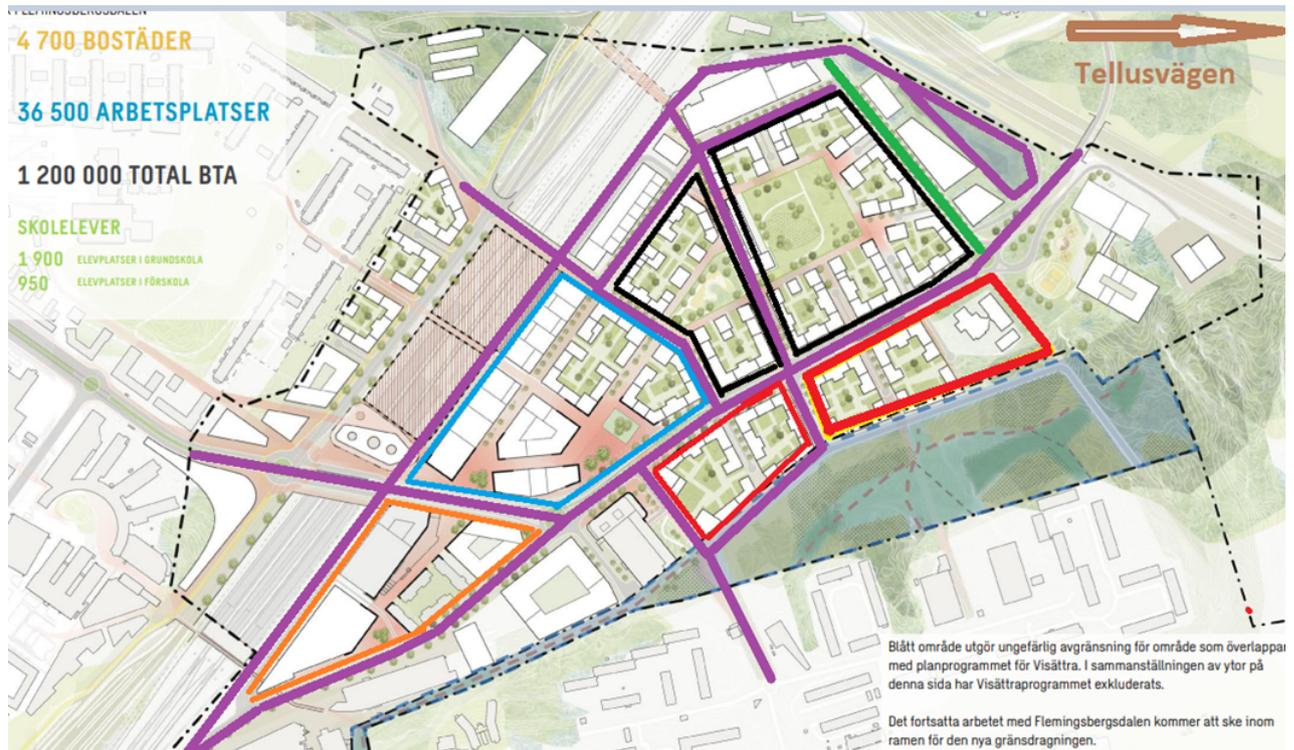 FLEMINGSBERGSDALEN
4 700 BOSTÄDER
36 500 ARBETSPLATSER
1 200 000 TOTAL BTA
SKOLELEVER
1 900 ELEVPLATSER I GRUNDSKOLA
950 ELEVPLATSER I FÖRSKOLA
Tellusvägen
Blått område utgör ungefärlig avgränsning för område som överlappar
med planprogrammet för Visättra. I sammanställningen av ytor på
denna sida har Visättraprogrammet exkluderats.
Det fortsatta arbetet med Flemingsbergsdalen kommer att ske inom
ramen för den nya gränsdragningen.